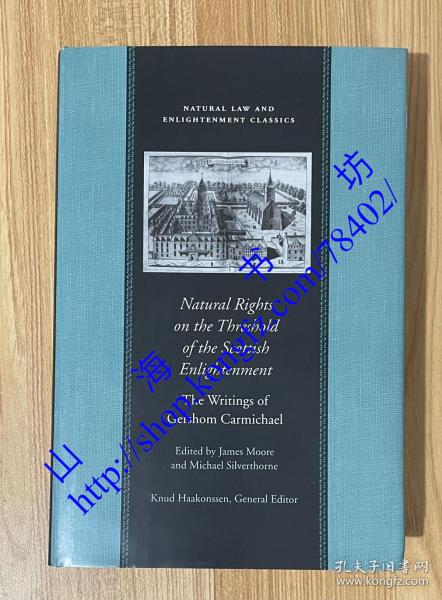 NATURAL LAW AND
ENLIGHTENMENT CLASSICS
Natural Rights
on the Threshold
of the Scottish
Enlightenment
The Writings of
Gershom Carmichael
Edited by James Moore
and Michael Silverthorne
Knud Haakonssen, General Editor
山海书坊
http://shop.kongfz.com/78402/
孔夫子旧书网
www.kongfz.com